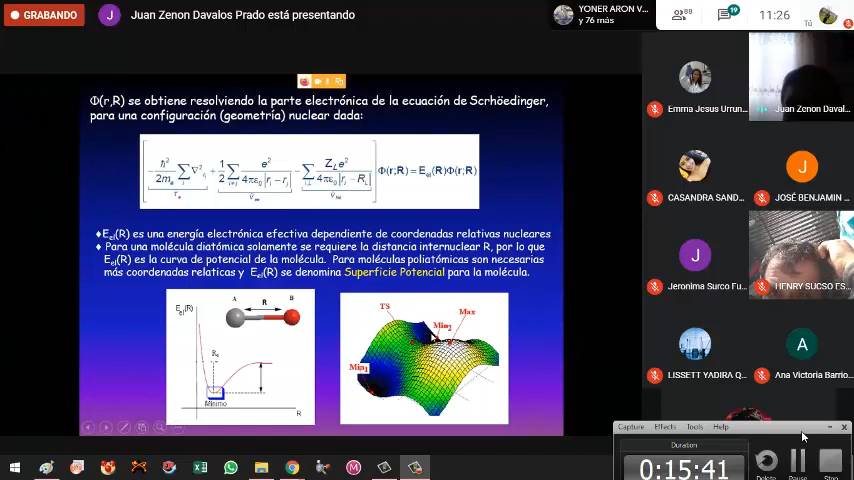 GRABANDO
J
Juan Zenon Davalos Prado está presentando
YONER ARON V...
y 76 más
88
19
11:26
Tú
Φ(r,R) se obtiene resolviendo la parte electrónica de la ecuación de Scrhöedinger,
para una configuración (geometría) nuclear dada:
♦E_el(R) es una energía electrónica efectiva dependiente de coordenadas relativas nucleares
♦ Para una molécula diatómica solamente se requiere la distancia internuclear R, por lo que
E_el(R) es la curva de potencial de la molécula. Para moléculas poliatómicas son necesarias
más coordenadas relaticas y E_el(R) se denomina Superficie Potencial para la molécula.
E_el(R)
A
R
B
R_e
Mínimo
R
TS
Max
Min2
Min1
Emma Jesus Urrun...
Juan Zenon Davalo...
CASANDRA SAND...
J
JOSÉ BENJAMIN ...
J
Jeronima Surco Fu...
HENRY SUCSO ES...
LISSETT YADIRA Q...
A
Ana Victoria Barrio...
Capture
Effects
Tools
Help
Duration
0:15:41
Delete
Pause
Stop